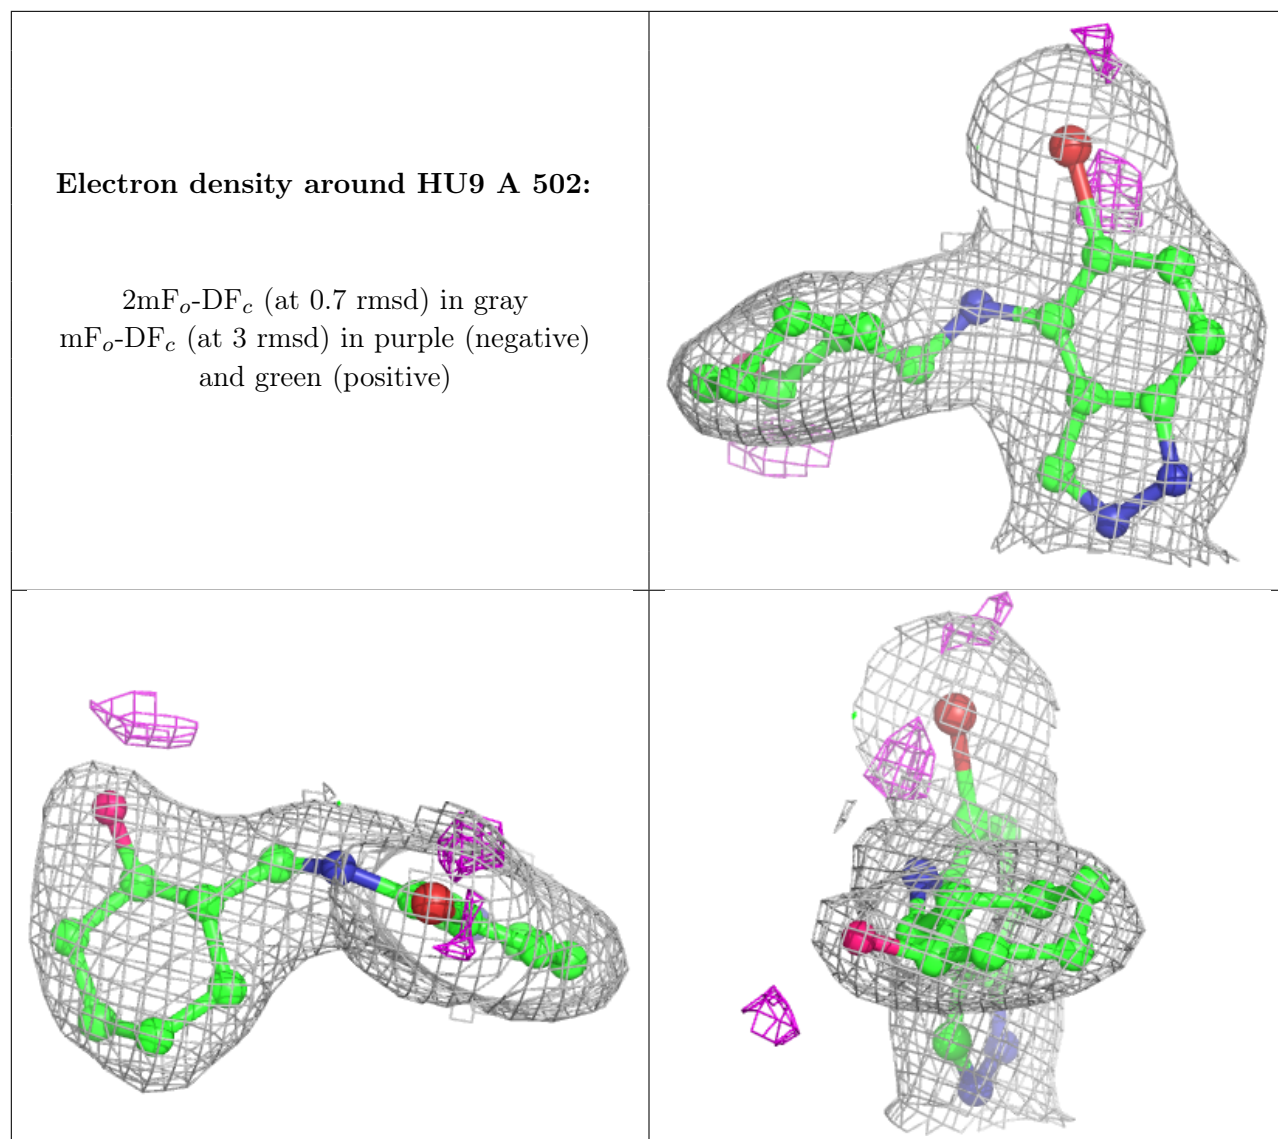 Electron density around HU9 A 502:
2mFo-DFc (at 0.7 rmsd) in gray
mFo-DFc (at 3 rmsd) in purple (negative)
and green (positive)